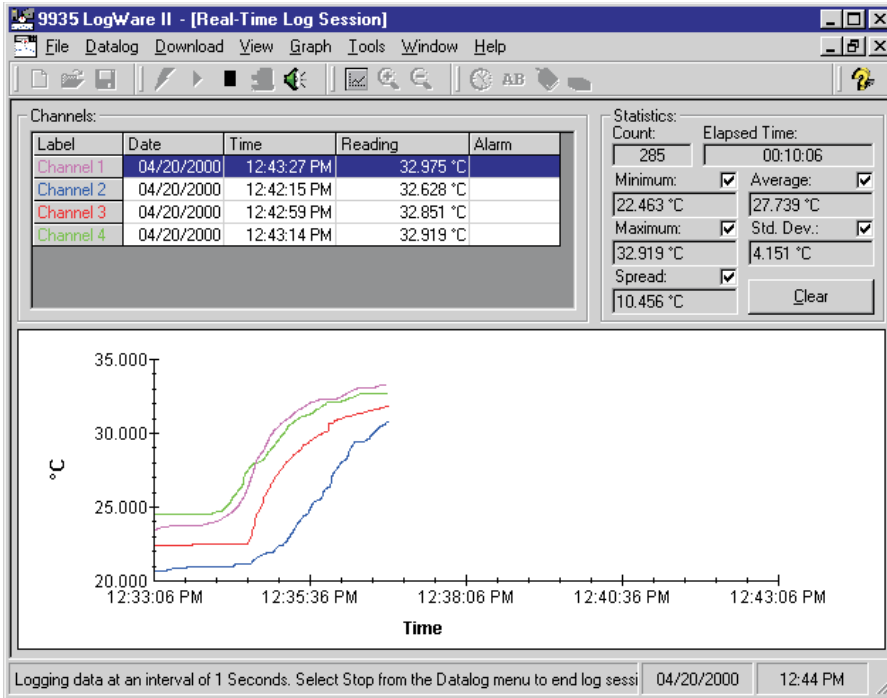 9935 LogWare II - [Real-Time Log Session]
File Datalog Download View Graph Tools Window Help
AB
Channels:
Label Date Time Reading Alarm
Channel 1 04/20/2000 12:43:27 PM 32.975 °C
Channel 2 04/20/2000 12:42:15 PM 32.628 °C
Channel 3 04/20/2000 12:42:59 PM 32.851 °C
Channel 4 04/20/2000 12:43:14 PM 32.919 °C
Statistics:
Count: Elapsed Time:
285 00:10:06
Minimum: Average:
22.463 °C 27.739 °C
Maximum: Std. Dev.:
32.919 °C 4.151 °C
Spread:
10.456 °C Clear
35.000
30.000
°C
25.000
20.000
12:33:06 PM 12:35:36 PM 12:38:06 PM 12:40:36 PM 12:43:06 PM
Time
Logging data at an interval of 1 Seconds. Select Stop from the Datalog menu to end log sessi 04/20/2000 12:44 PM